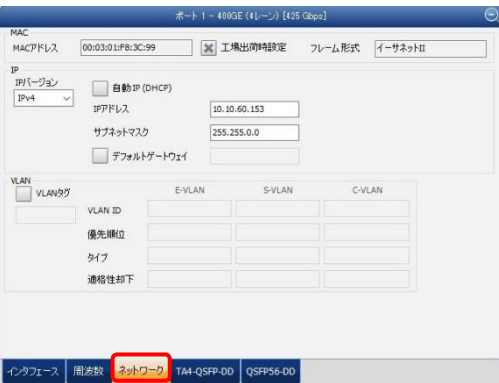 ポート 1 - 400GE (4レーン) [425 Gbps]
MAC
MACアドレス 00:03:01:F8:3C:99 工場出荷時設定 フレーム形式 イーサネットII
IP
IPバージョン
IPv4
自動 IP (DHCP)
IPアドレス 10.10.60.153
サブネットマスク 255.255.0.0
デフォルトゲートウェイ
VLAN
VLANタグ E-VLAN S-VLAN C-VLAN
VLAN ID
優先順位
タイプ
適格性却下
インタフェース 周波数 ネットワーク TA4-QSFP-DD QSFP56-DD